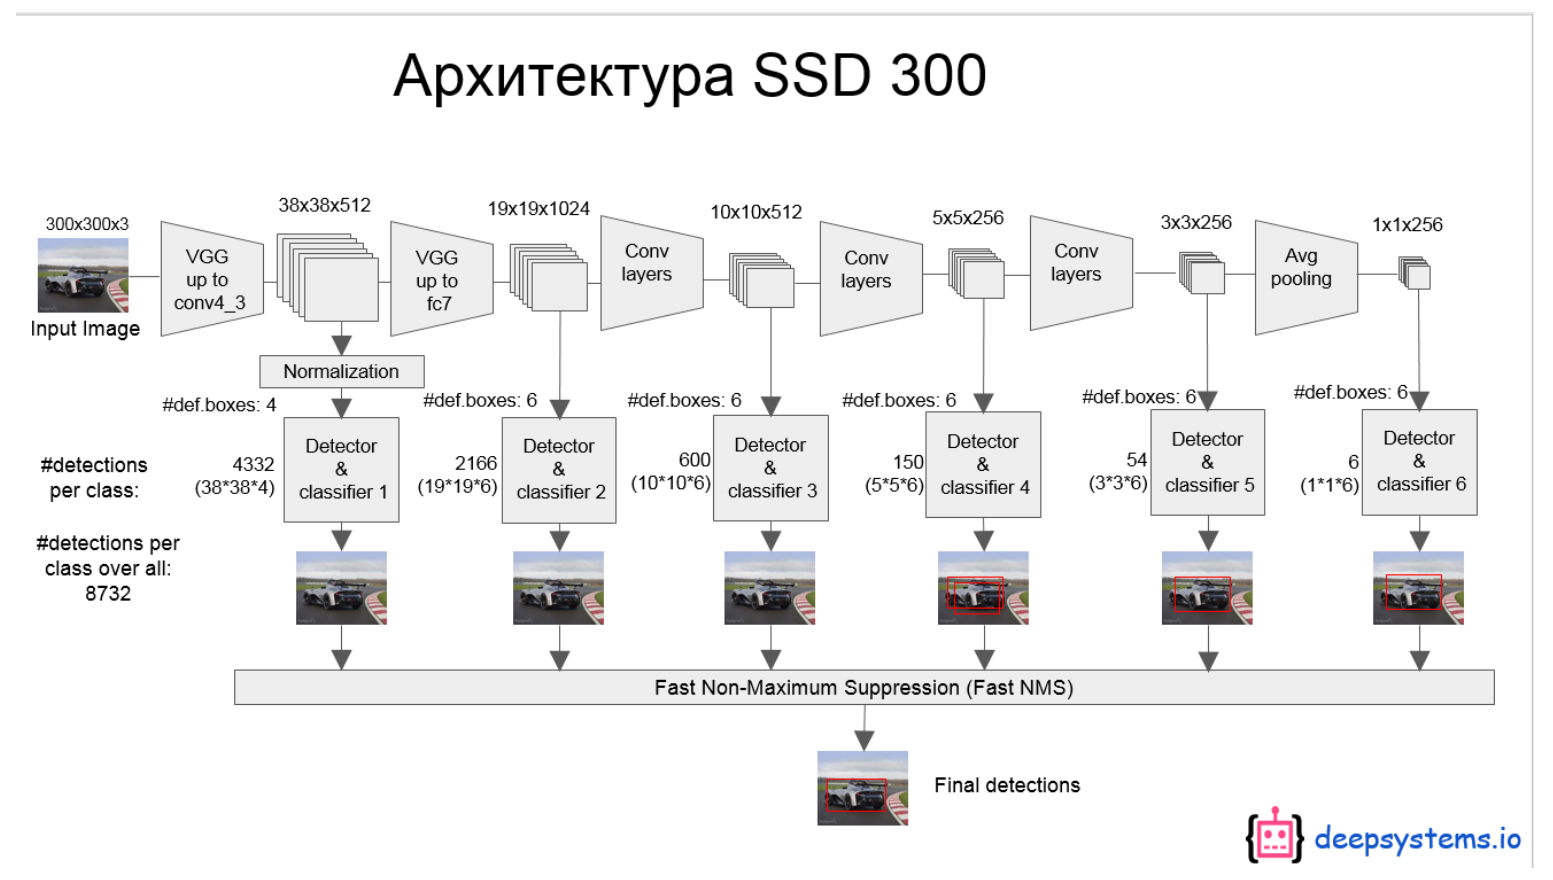 Архитектура SSD 300
300x300x3
Input Image
VGG
up to
conv4_3
38x38x512
VGG
up to
fc7
19x19x1024
Conv
layers
10x10x512
Conv
layers
5x5x256
Conv
layers
3x3x256
Avg
pooling
1x1x256
Normalization
#def.boxes: 4
#def.boxes: 6
#def.boxes: 6
#def.boxes: 6
#def.boxes: 6
#def.boxes: 6
#detections
per class:
4332
(38*38*4)
Detector
&
classifier 1
2166
(19*19*6)
Detector
&
classifier 2
600
(10*10*6)
Detector
&
classifier 3
150
(5*5*6)
Detector
&
classifier 4
54
(3*3*6)
Detector
&
classifier 5
6
(1*1*6)
Detector
&
classifier 6
#detections per
class over all:
8732
Fast Non-Maximum Suppression (Fast NMS)
Final detections
deepsystems.io